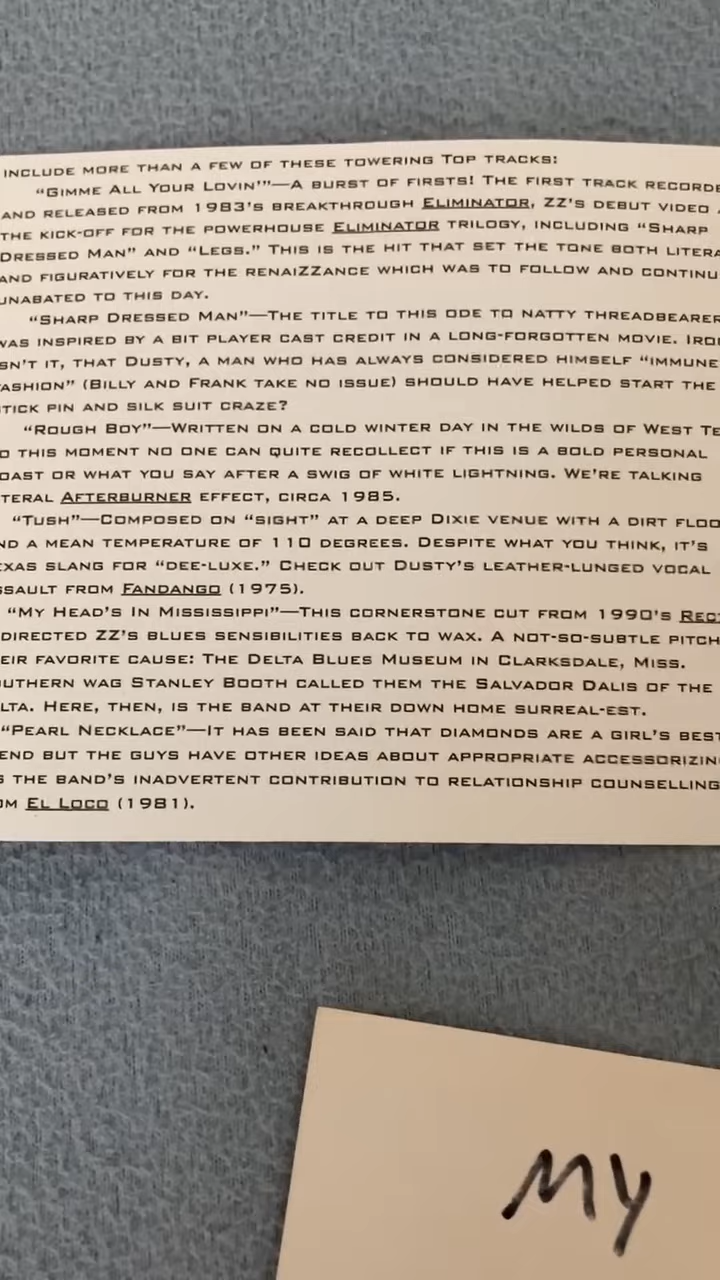 INCLUDE MORE THAN A FEW OF THESE TOWERING TOP TRACKS:
"GIMME ALL YOUR LOVIN'"—A BURST OF FIRSTS! THE FIRST TRACK RECORDE
AND RELEASED FROM 1983'S BREAKTHROUGH ELIMINATOR, ZZ'S DEBUT VIDEO
THE KICK-OFF FOR THE POWERHOUSE ELIMINATOR TRILOGY, INCLUDING "SHARP
DRESSED MAN" AND "LEGS." THIS IS THE HIT THAT SET THE TONE BOTH LITERA
AND FIGURATIVELY FOR THE RENAIZZANCE WHICH WAS TO FOLLOW AND CONTINU
UNABATED TO THIS DAY.
"SHARP DRESSED MAN"—THE TITLE TO THIS ODE TO NATTY THREADBEARER
WAS INSPIRED BY A BIT PLAYER CAST CREDIT IN A LONG-FORGOTTEN MOVIE. IRO
SN'T IT, THAT DUSTY, A MAN WHO HAS ALWAYS CONSIDERED HIMSELF "IMMUNE
ASHION" (BILLY AND FRANK TAKE NO ISSUE) SHOULD HAVE HELPED START THE
TICK PIN AND SILK SUIT CRAZE?
"ROUGH BOY"—WRITTEN ON A COLD WINTER DAY IN THE WILDS OF WEST TE
O THIS MOMENT NO ONE CAN QUITE RECOLLECT IF THIS IS A BOLD PERSONAL
OAST OR WHAT YOU SAY AFTER A SWIG OF WHITE LIGHTNING. WE'RE TALKING
TERAL AFTERBURNER EFFECT, CIRCA 1985.
"TUSH"—COMPOSED ON "SIGHT" AT A DEEP DIXIE VENUE WITH A DIRT FLOO
ND A MEAN TEMPERATURE OF 110 DEGREES. DESPITE WHAT YOU THINK, IT'S
EXAS SLANG FOR "DEE-LUXE." CHECK OUT DUSTY'S LEATHER-LUNGED VOCAL
SSAULT FROM FANDANGO (1975).
"MY HEAD'S IN MISSISSIPPI"—THIS CORNERSTONE CUT FROM 1990'S REC
DIRECTED ZZ'S BLUES SENSIBILITIES BACK TO WAX. A NOT-SO-SUBTLE PITCH
EIR FAVORITE CAUSE: THE DELTA BLUES MUSEUM IN CLARKSDALE, MISS.
OUTHERN WAG STANLEY BOOTH CALLED THEM THE SALVADOR DALIS OF THE
LTA. HERE, THEN, IS THE BAND AT THEIR DOWN HOME SURREAL-EST.
"PEARL NECKLACE"—IT HAS BEEN SAID THAT DIAMONDS ARE A GIRL'S BEST
END BUT THE GUYS HAVE OTHER IDEAS ABOUT APPROPRIATE ACCESSORIZIN
S THE BAND'S INADVERTENT CONTRIBUTION TO RELATIONSHIP COUNSELLING
OM EL LOCO (1981).
MY